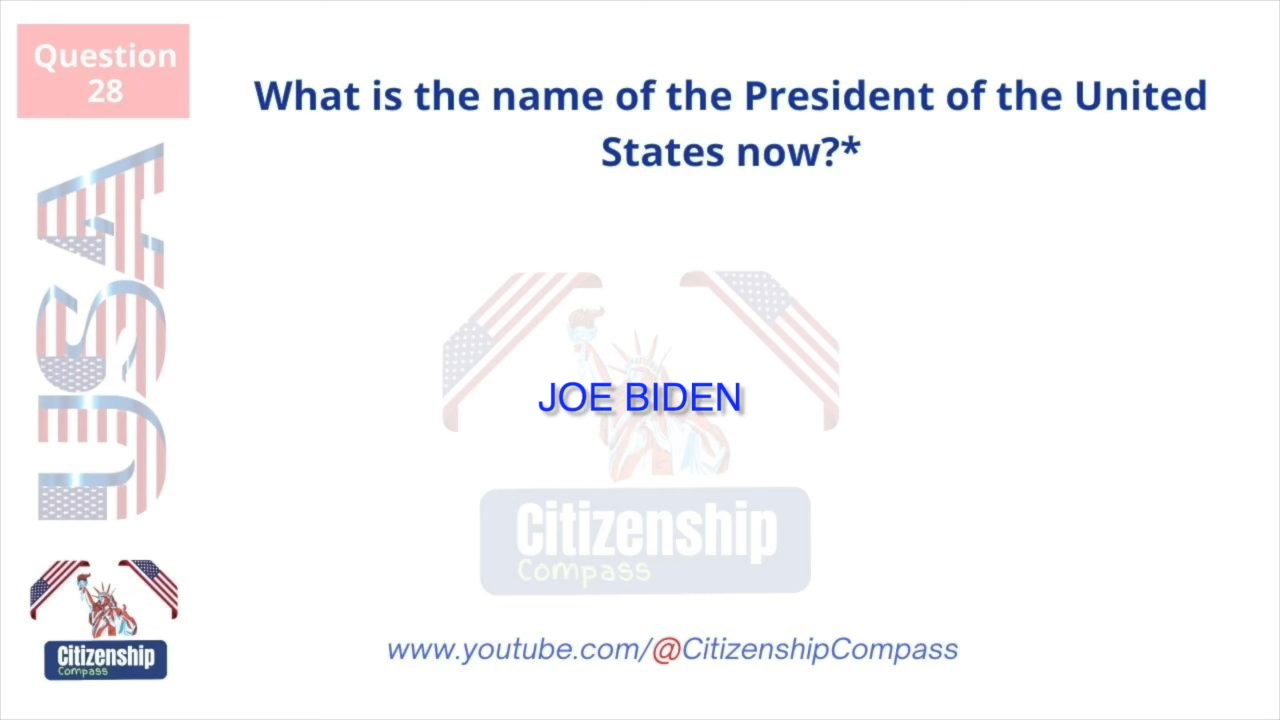 Question
28
What is the name of the President of the United
States now?*
USA
JOE BIDEN
Citizenship
Compass
Citizenship
Compass
www.youtube.com/@CitizenshipCompass